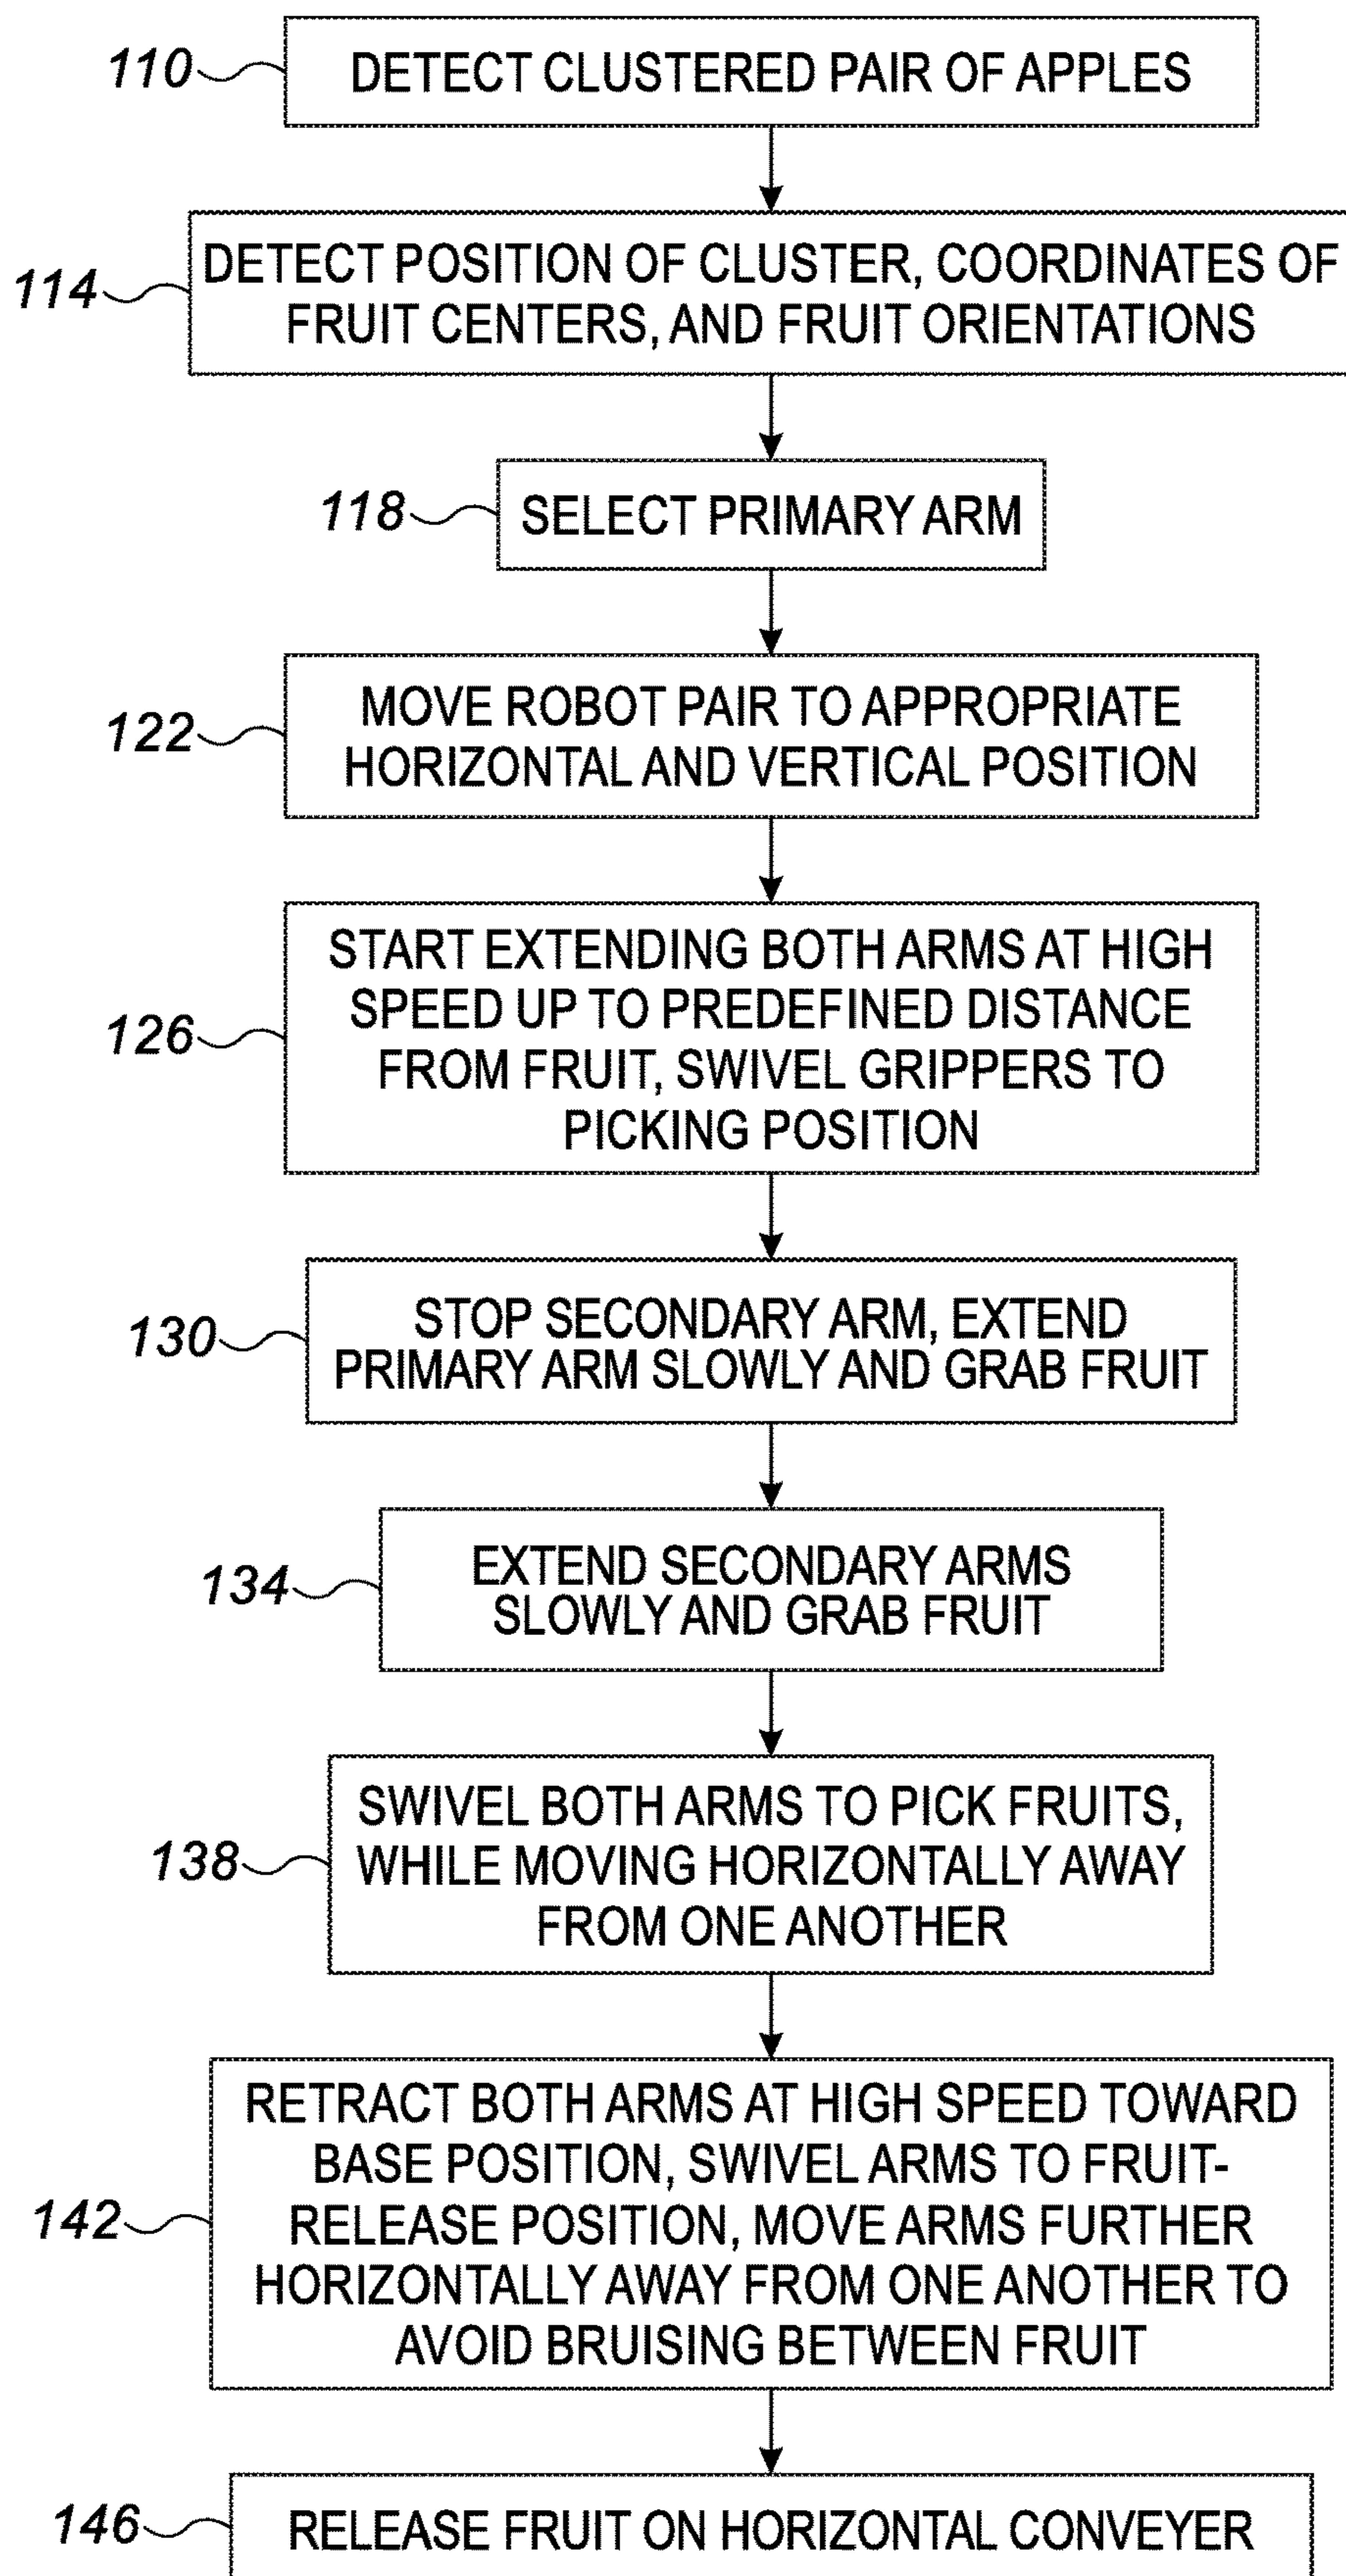 110 DETECT CLUSTERED PAIR OF APPLES
114 DETECT POSITION OF CLUSTER, COORDINATES OF
FRUIT CENTERS, AND FRUIT ORIENTATIONS
118 SELECT PRIMARY ARM
122 MOVE ROBOT PAIR TO APPROPRIATE
HORIZONTAL AND VERTICAL POSITION
126 START EXTENDING BOTH ARMS AT HIGH
SPEED UP TO PREDEFINED DISTANCE
FROM FRUIT, SWIVEL GRIPPERS TO
PICKING POSITION
130 STOP SECONDARY ARM, EXTEND
PRIMARY ARM SLOWLY AND GRAB FRUIT
134 EXTEND SECONDARY ARMS
SLOWLY AND GRAB FRUIT
138 SWIVEL BOTH ARMS TO PICK FRUITS,
WHILE MOVING HORIZONTALLY AWAY
FROM ONE ANOTHER
142 RETRACT BOTH ARMS AT HIGH SPEED TOWARD
BASE POSITION, SWIVEL ARMS TO FRUIT-
RELEASE POSITION, MOVE ARMS FURTHER
HORIZONTALLY AWAY FROM ONE ANOTHER TO
AVOID BRUISING BETWEEN FRUIT
146 RELEASE FRUIT ON HORIZONTAL CONVEYER